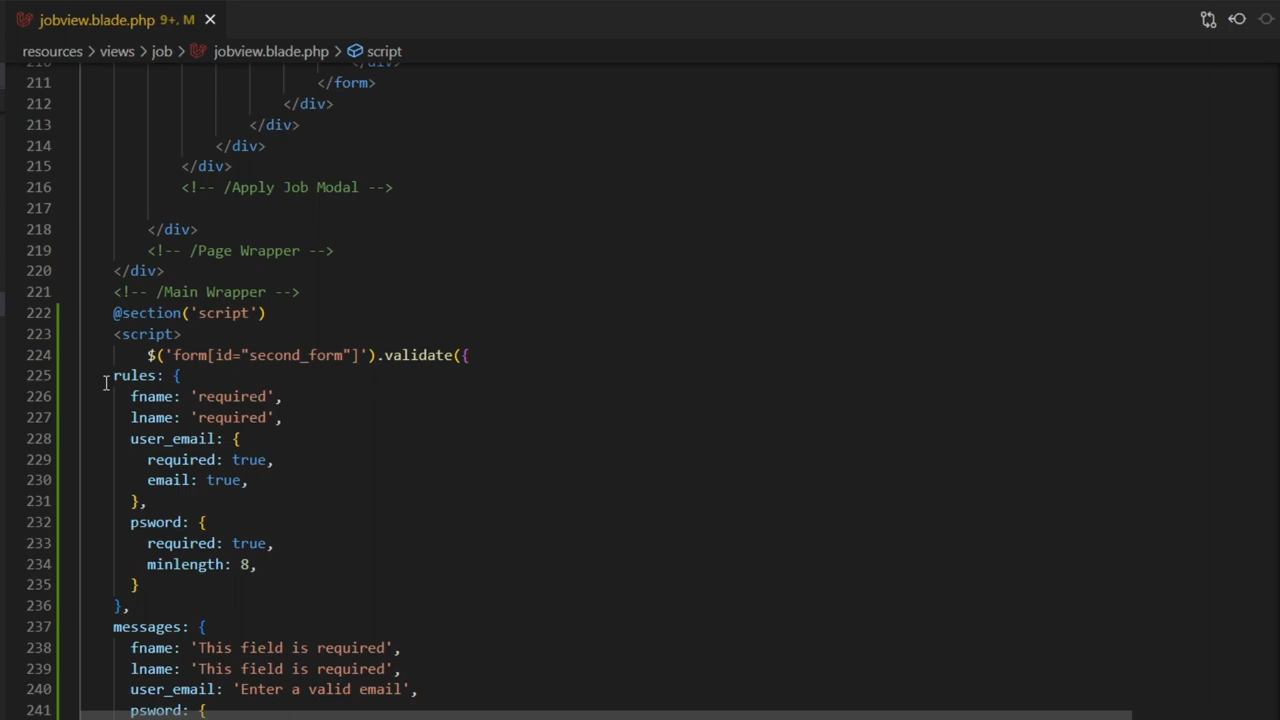 jobview.blade.php 9+, M
resources > views > job > jobview.blade.php > script
210 </div>
211 </form>
212 </div>
213 </div>
214 </div>
215 </div>
216 <!-- /Apply Job Modal -->
217
218 </div>
219 <!-- /Page Wrapper -->
220 </div>
221 <!-- /Main Wrapper -->
222 @section('script')
223 <script>
224 $('form[id="second_form"]').validate({
225 rules: {
226 fname: 'required',
227 lname: 'required',
228 user_email: {
229 required: true,
230 email: true,
231 },
232 psword: {
233 required: true,
234 minlength: 8,
235 }
236 },
237 messages: {
238 fname: 'This field is required',
239 lname: 'This field is required',
240 user_email: 'Enter a valid email',
241 psword: {